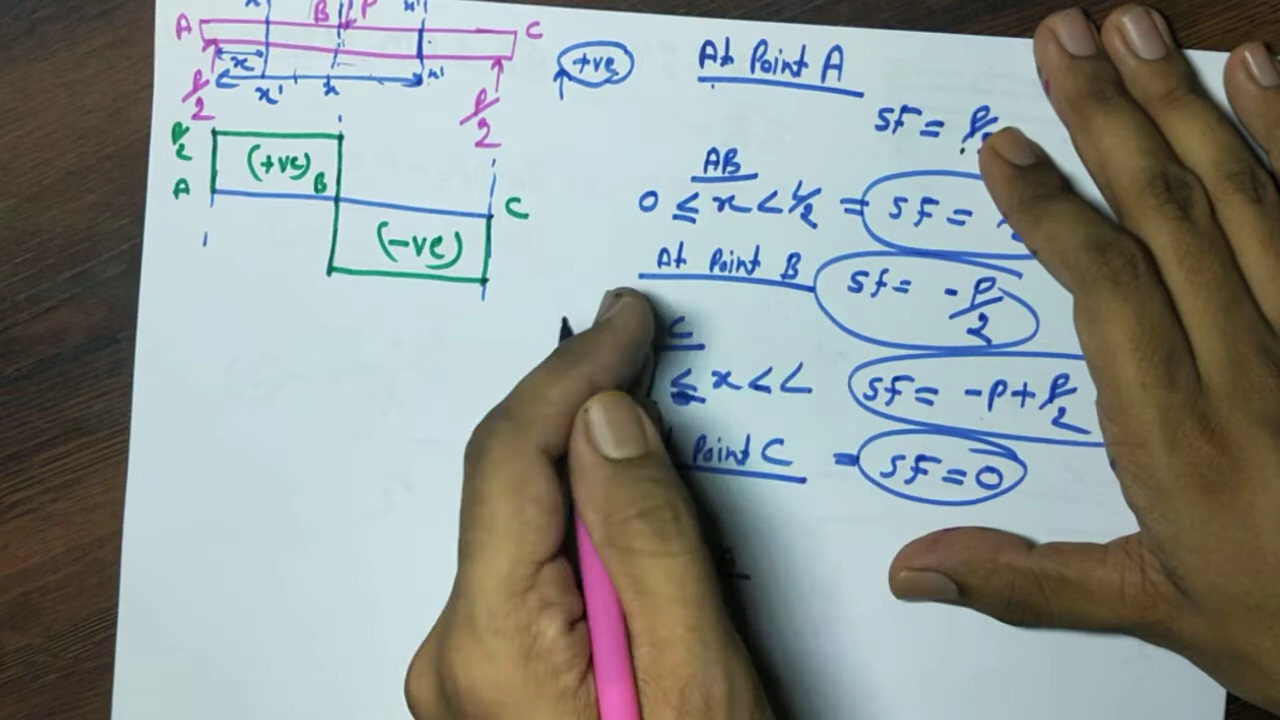 A B P C
x
x' x x'
P/2 P/2
+ve
At Point A
SF = P/
P/2 (+ve) B
A C
(-ve)
AB
0 ≤ x < L/2 = SF =
At Point B SF = -P/2
C
≤ x < L SF = -P + P/2
Point C = SF = 0